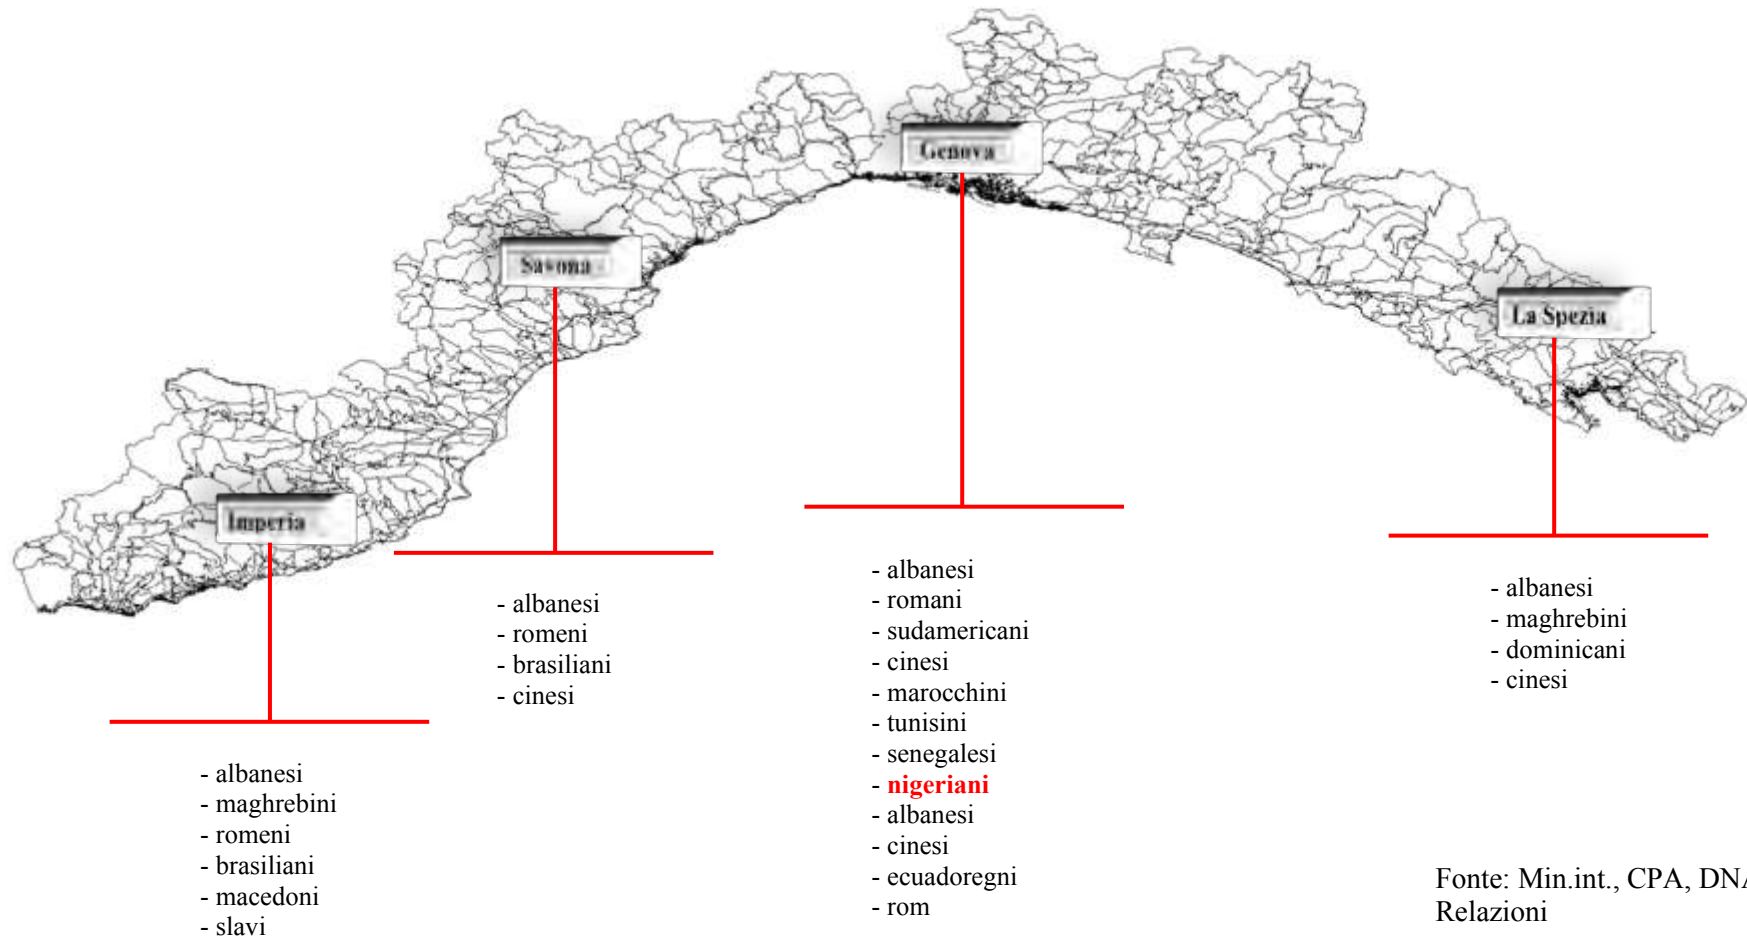 Genova
Savona
La Spezia
Imperia
- albanesi
- maghrebini
- romeni
- brasiliani
- macedoni
- slavi
- albanesi
- romeni
- brasiliani
- cinesi
- albanesi
- romani
- sudamericani
- cinesi
- marocchini
- tunisini
- senegalesi
- nigeriani
- albanesi
- cinesi
- ecuadoregni
- rom
- albanesi
- maghrebini
- dominicani
- cinesi
Fonte: Min.int., CPA, DNA
Relazioni